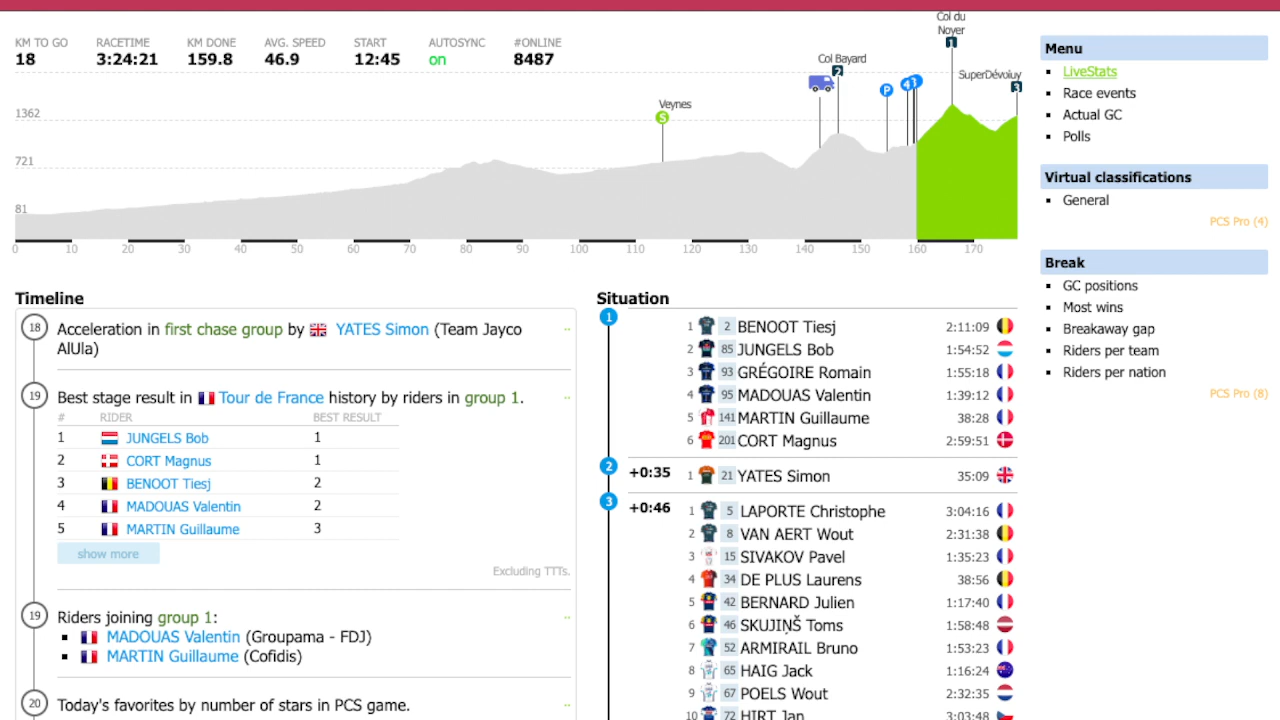 KM TO GO RACETIME KM DONE AVG. SPEED START AUTOSYNC #ONLINE
18 3:24:21 159.8 46.9 12:45 on 8487
Col du
Noyer
1
Col Bayard
2
SuperDévoluy
3
P
4
Veynes
S
1362
721
81
0 10 20 30 40 50 60 70 80 90 100 110 120 130 140 150 160 170
Timeline
18 Acceleration in first chase group by YATES Simon (Team Jayco
AlUla)
19 Best stage result in Tour de France history by riders in group 1.
# RIDER BEST RESULT
1 JUNGELS Bob 1
2 CORT Magnus 1
3 BENOOT Tiesj 2
4 MADOUAS Valentin 2
5 MARTIN Guillaume 3
show more
Excluding TTTs.
19 Riders joining group 1:
MADOUAS Valentin (Groupama - FDJ)
MARTIN Guillaume (Cofidis)
20 Today's favorites by number of stars in PCS game.
Situation
1
1 2 BENOOT Tiesj 2:11:09
2 85 JUNGELS Bob 1:54:52
3 93 GRÉGOIRE Romain 1:55:18
4 95 MADOUAS Valentin 1:39:12
5 141 MARTIN Guillaume 38:28
6 201 CORT Magnus 2:59:51
2 +0:35 1 21 YATES Simon 35:09
3 +0:46 1 5 LAPORTE Christophe 3:04:16
2 8 VAN AERT Wout 2:31:38
3 15 SIVAKOV Pavel 1:35:23
4 34 DE PLUS Laurens 38:56
5 42 BERNARD Julien 1:17:40
6 46 SKUJIŅŠ Toms 1:58:48
7 52 ARMIRAIL Bruno 1:53:23
8 65 HAIG Jack 1:16:24
9 67 POELS Wout 2:32:35
10 72 HIRT Jan 3:03:48
Menu
LiveStats
Race events
Actual GC
Polls
Virtual classifications
General
PCS Pro (4)
Break
GC positions
Most wins
Breakaway gap
Riders per team
Riders per nation
PCS Pro (8)